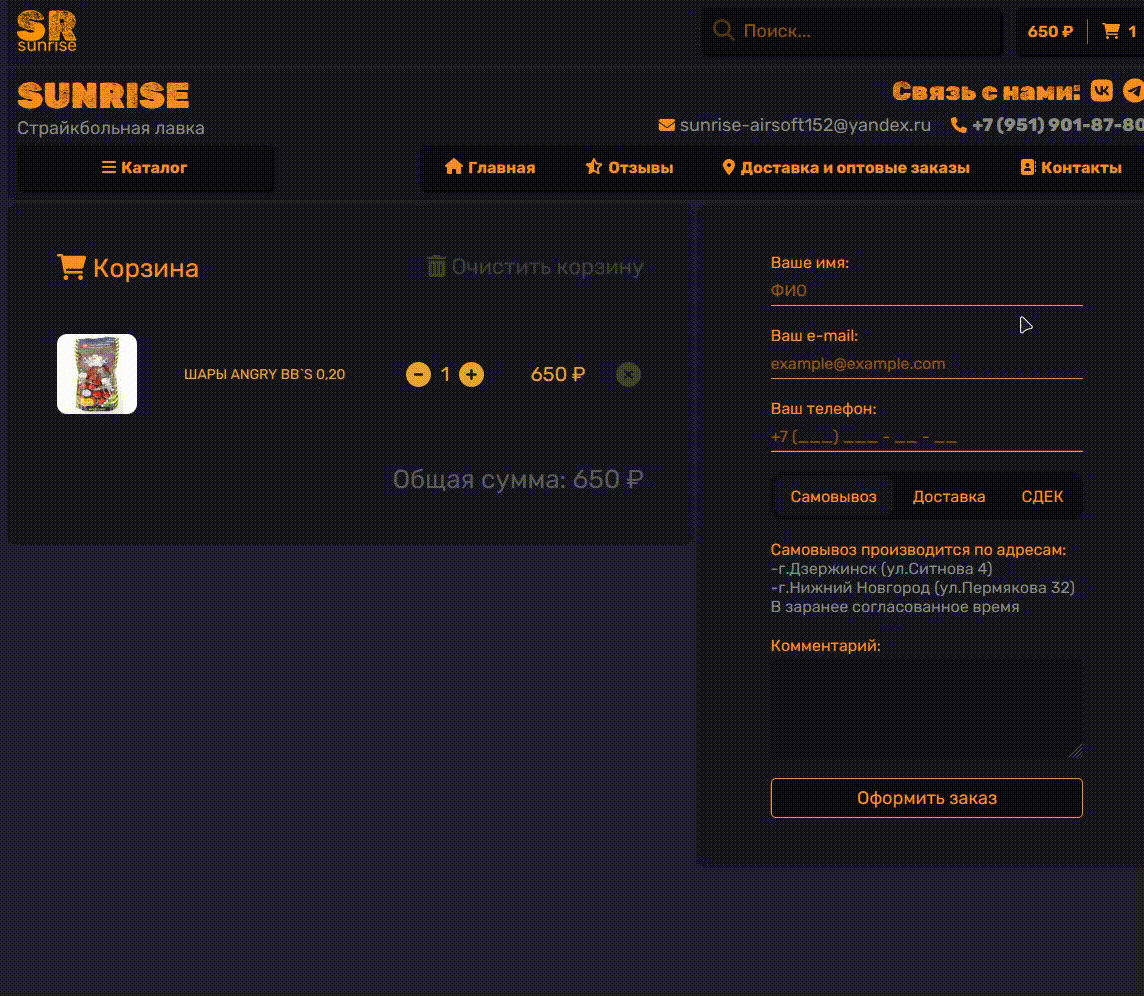 SR
sunrise
Поиск...
650 ₽
1
SUNRISE
Страйкбольная лавка
Связь с нами:
sunrise-airsoft152@yandex.ru
+7 (951) 901-87-80
Каталог
Главная
Отзывы
Доставка и оптовые заказы
Контакты
Корзина
Очистить корзину
ШАРЫ ANGRY BB`S 0,20
1
650 ₽
Общая сумма: 650 ₽
Ваше имя:
ФИО
Ваш e-mail:
example@example.com
Ваш телефон:
+7 (___) ___ - __ - __
Самовывоз
Доставка
СДЕК
Самовывоз производится по адресам:
-г.Дзержинск (ул.Ситнова 4)
-г.Нижний Новгород (ул.Пермякова 32)
В заранее согласованное время
Комментарий:
Оформить заказ